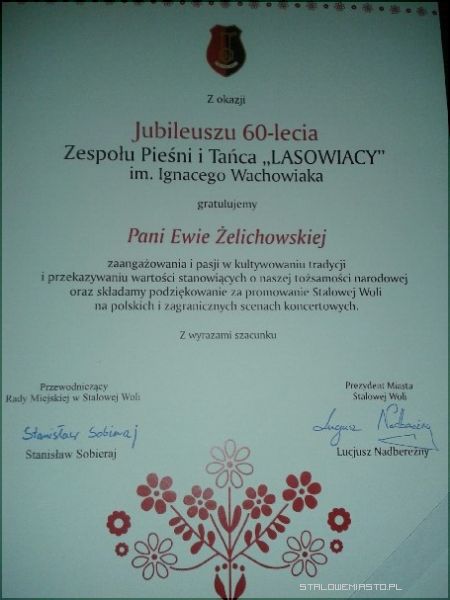 Z okazji
Jubileuszu 60-lecia
Zespołu Pieśni i Tańca „LASOWIACY"
im. Ignacego Wachowiaka
gratulujemy
Pani Ewie Żelichowskiej
zaangażowania i pasji w kultywowaniu tradycji
i przekazywaniu wartości stanowiących o naszej tożsamości narodowej
oraz składamy podziękowanie za promowanie Stalowej Woli
na polskich i zagranicznych scenach koncertowych.
Z wyrazami szacunku
Przewodniczący
Rady Miejskiej w Stalowej Woli
Stanisław Sobieraj
Stanisław Sobieraj
Prezydent Miasta
Stalowej Woli
Lucjusz Nadbereżny
Lucjusz Nadbereżny
STALOWEMIASTO.PL